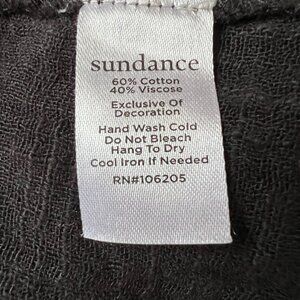 sundance
60% Cotton
40% Viscose
Exclusive Of
Decoration
Hand Wash Cold
Do Not Bleach
Hang To Dry
Cool Iron If Needed
RN#106205